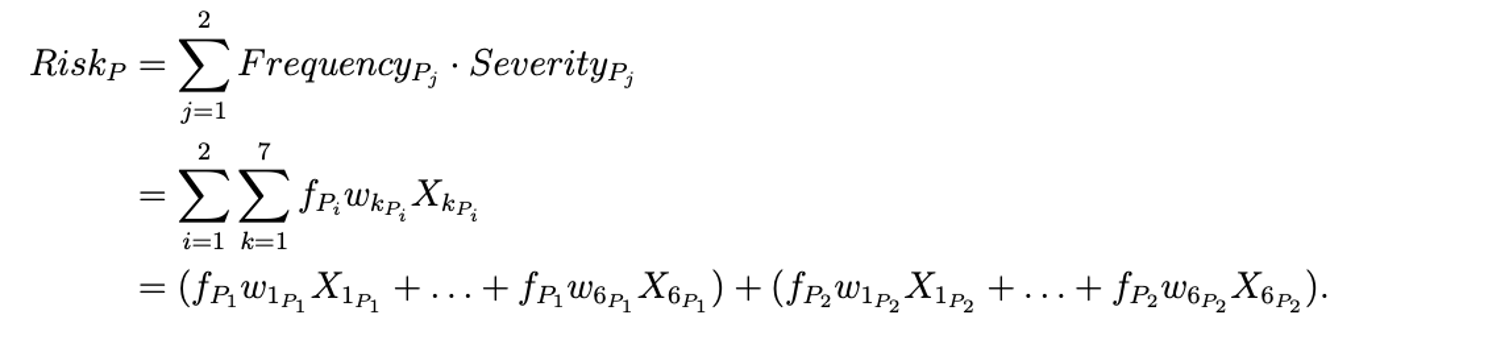 $Risk_P = \sum_{j=1}^{2} Frequency_{P_j} \cdot Severity_{P_j}$
$= \sum_{i=1}^{2} \sum_{k=1}^{7} f_{P_i} w_{k_{P_i}} X_{k_{P_i}}$
$= (f_{P_1} w_{1_{P_1}} X_{1_{P_1}} + \ldots + f_{P_1} w_{6_{P_1}} X_{6_{P_1}}) + (f_{P_2} w_{1_{P_2}} X_{1_{P_2}} + \ldots + f_{P_2} w_{6_{P_2}} X_{6_{P_2}}).$